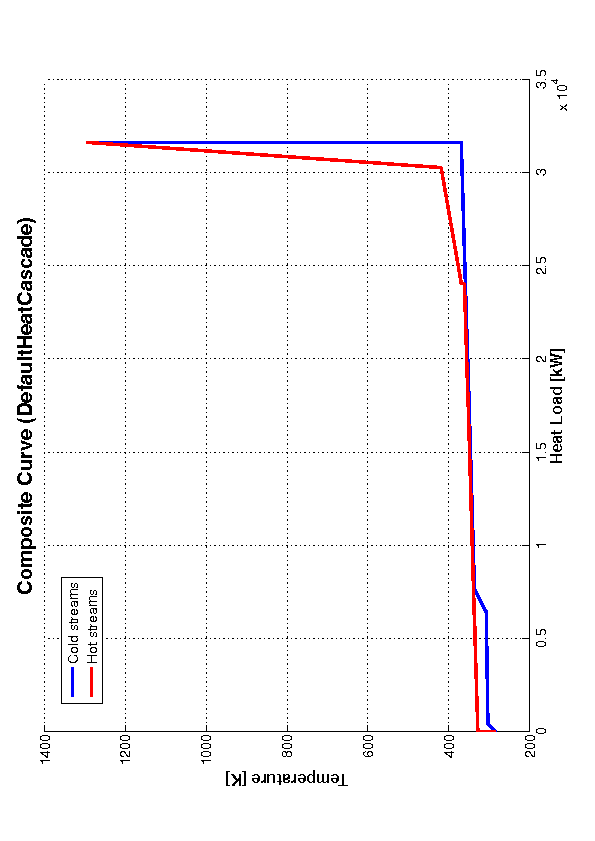 Composite Curve (DefaultHeatCascade)
Cold streams
Hot streams
1400
1200
1000
800
600
400
200
Temperature [K]
0
0.5
1
1.5
2
2.5
3
3.5
x 10^4
Heat Load [kW]